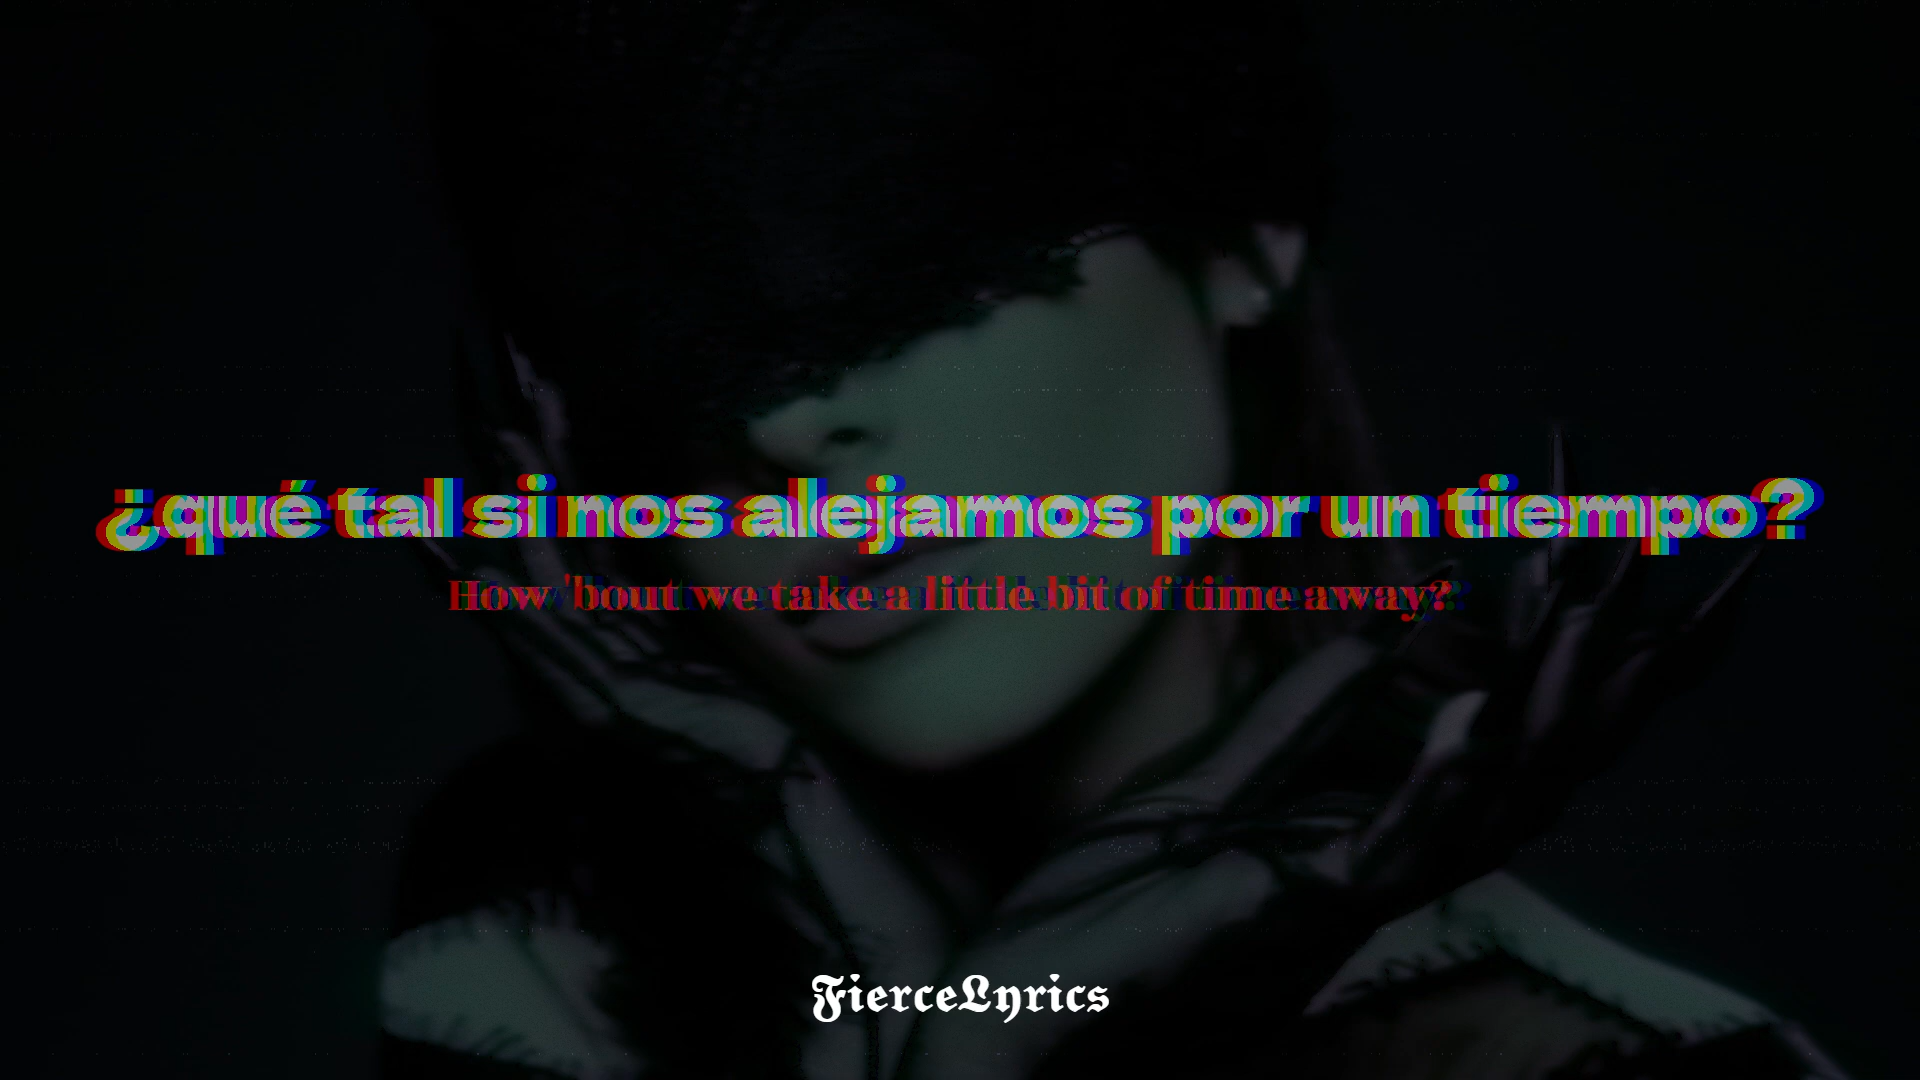 ¿qué tal si nos alejamos por un tiempo?
How 'bout we take a little bit of time away?
FierceLyrics